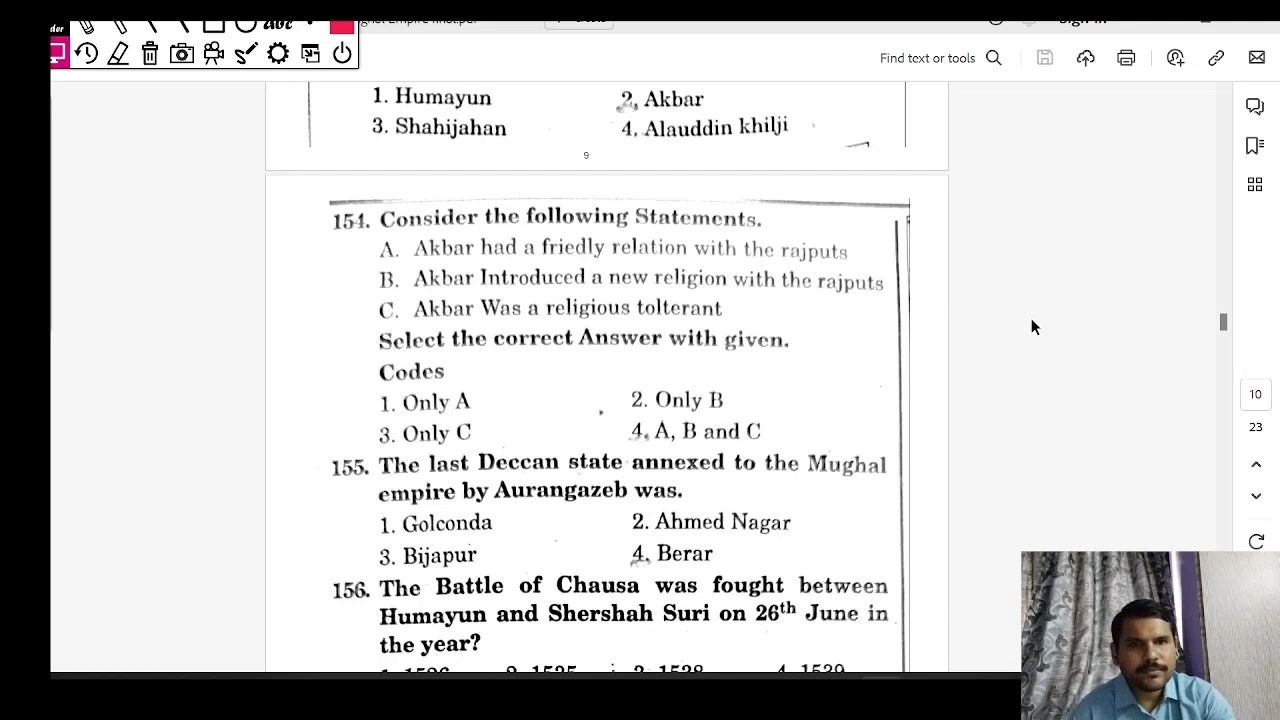 der
abc
Find text or tools
1. Humayun
2. Akbar
3. Shahijahan
4. Alauddin khilji
9
154. Consider the following Statements.
A. Akbar had a friedly relation with the rajputs
B. Akbar Introduced a new religion with the rajputs
C. Akbar Was a religious tolterant
Select the correct Answer with given.
Codes
1. Only A
2. Only B
3. Only C
4. A, B and C
155. The last Deccan state annexed to the Mughal
empire by Aurangazeb was.
1. Golconda
2. Ahmed Nagar
3. Bijapur
4. Berar
156. The Battle of Chausa was fought between
Humayun and Shershah Suri on 26th June in
the year?
10
23